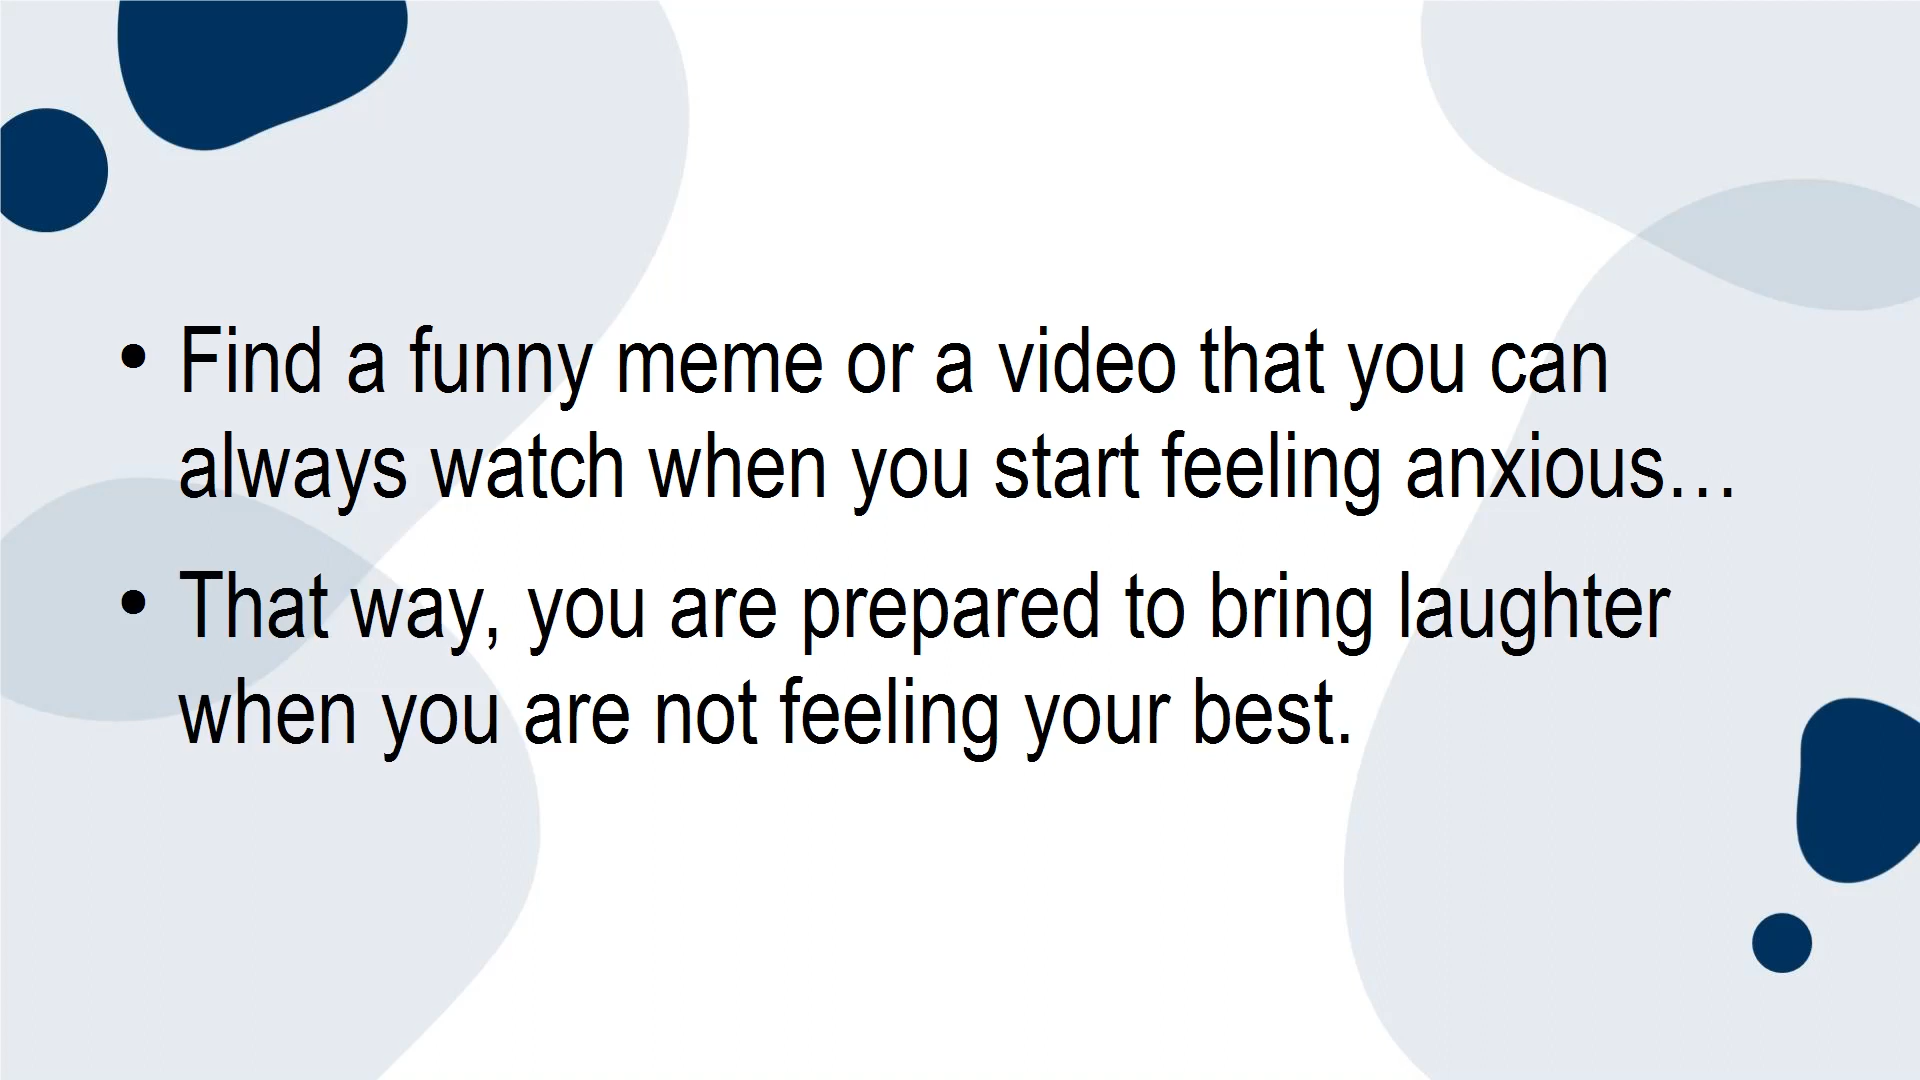 • Find a funny meme or a video that you can
always watch when you start feeling anxious…
• That way, you are prepared to bring laughter
when you are not feeling your best.